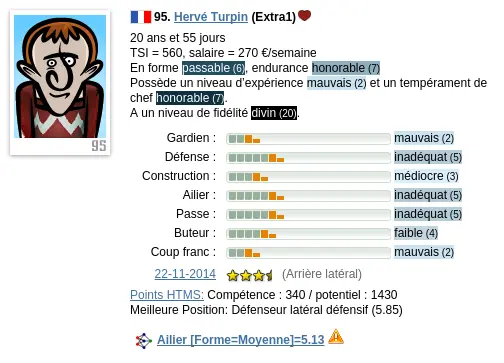 95. Hervé Turpin (Extra1)
20 ans et 55 jours
TSI = 560, salaire = 270 €/semaine
En forme passable (6), endurance honorable (7)
Possède un niveau d'expérience mauvais (2) et un tempérament de
chef honorable (7).
A un niveau de fidélité divin (20).
95
Gardien : mauvais (2)
Défense : inadéquat (5)
Construction : médiocre (3)
Ailier : inadéquat (5)
Passe : inadéquat (5)
Buteur : faible (4)
Coup franc : mauvais (2)
22-11-2014 (Arrière latéral)
Points HTMS: Compétence : 340 / potentiel : 1430
Meilleure Position: Défenseur latéral défensif (5.85)
Ailier [Forme=Moyenne]=5.13